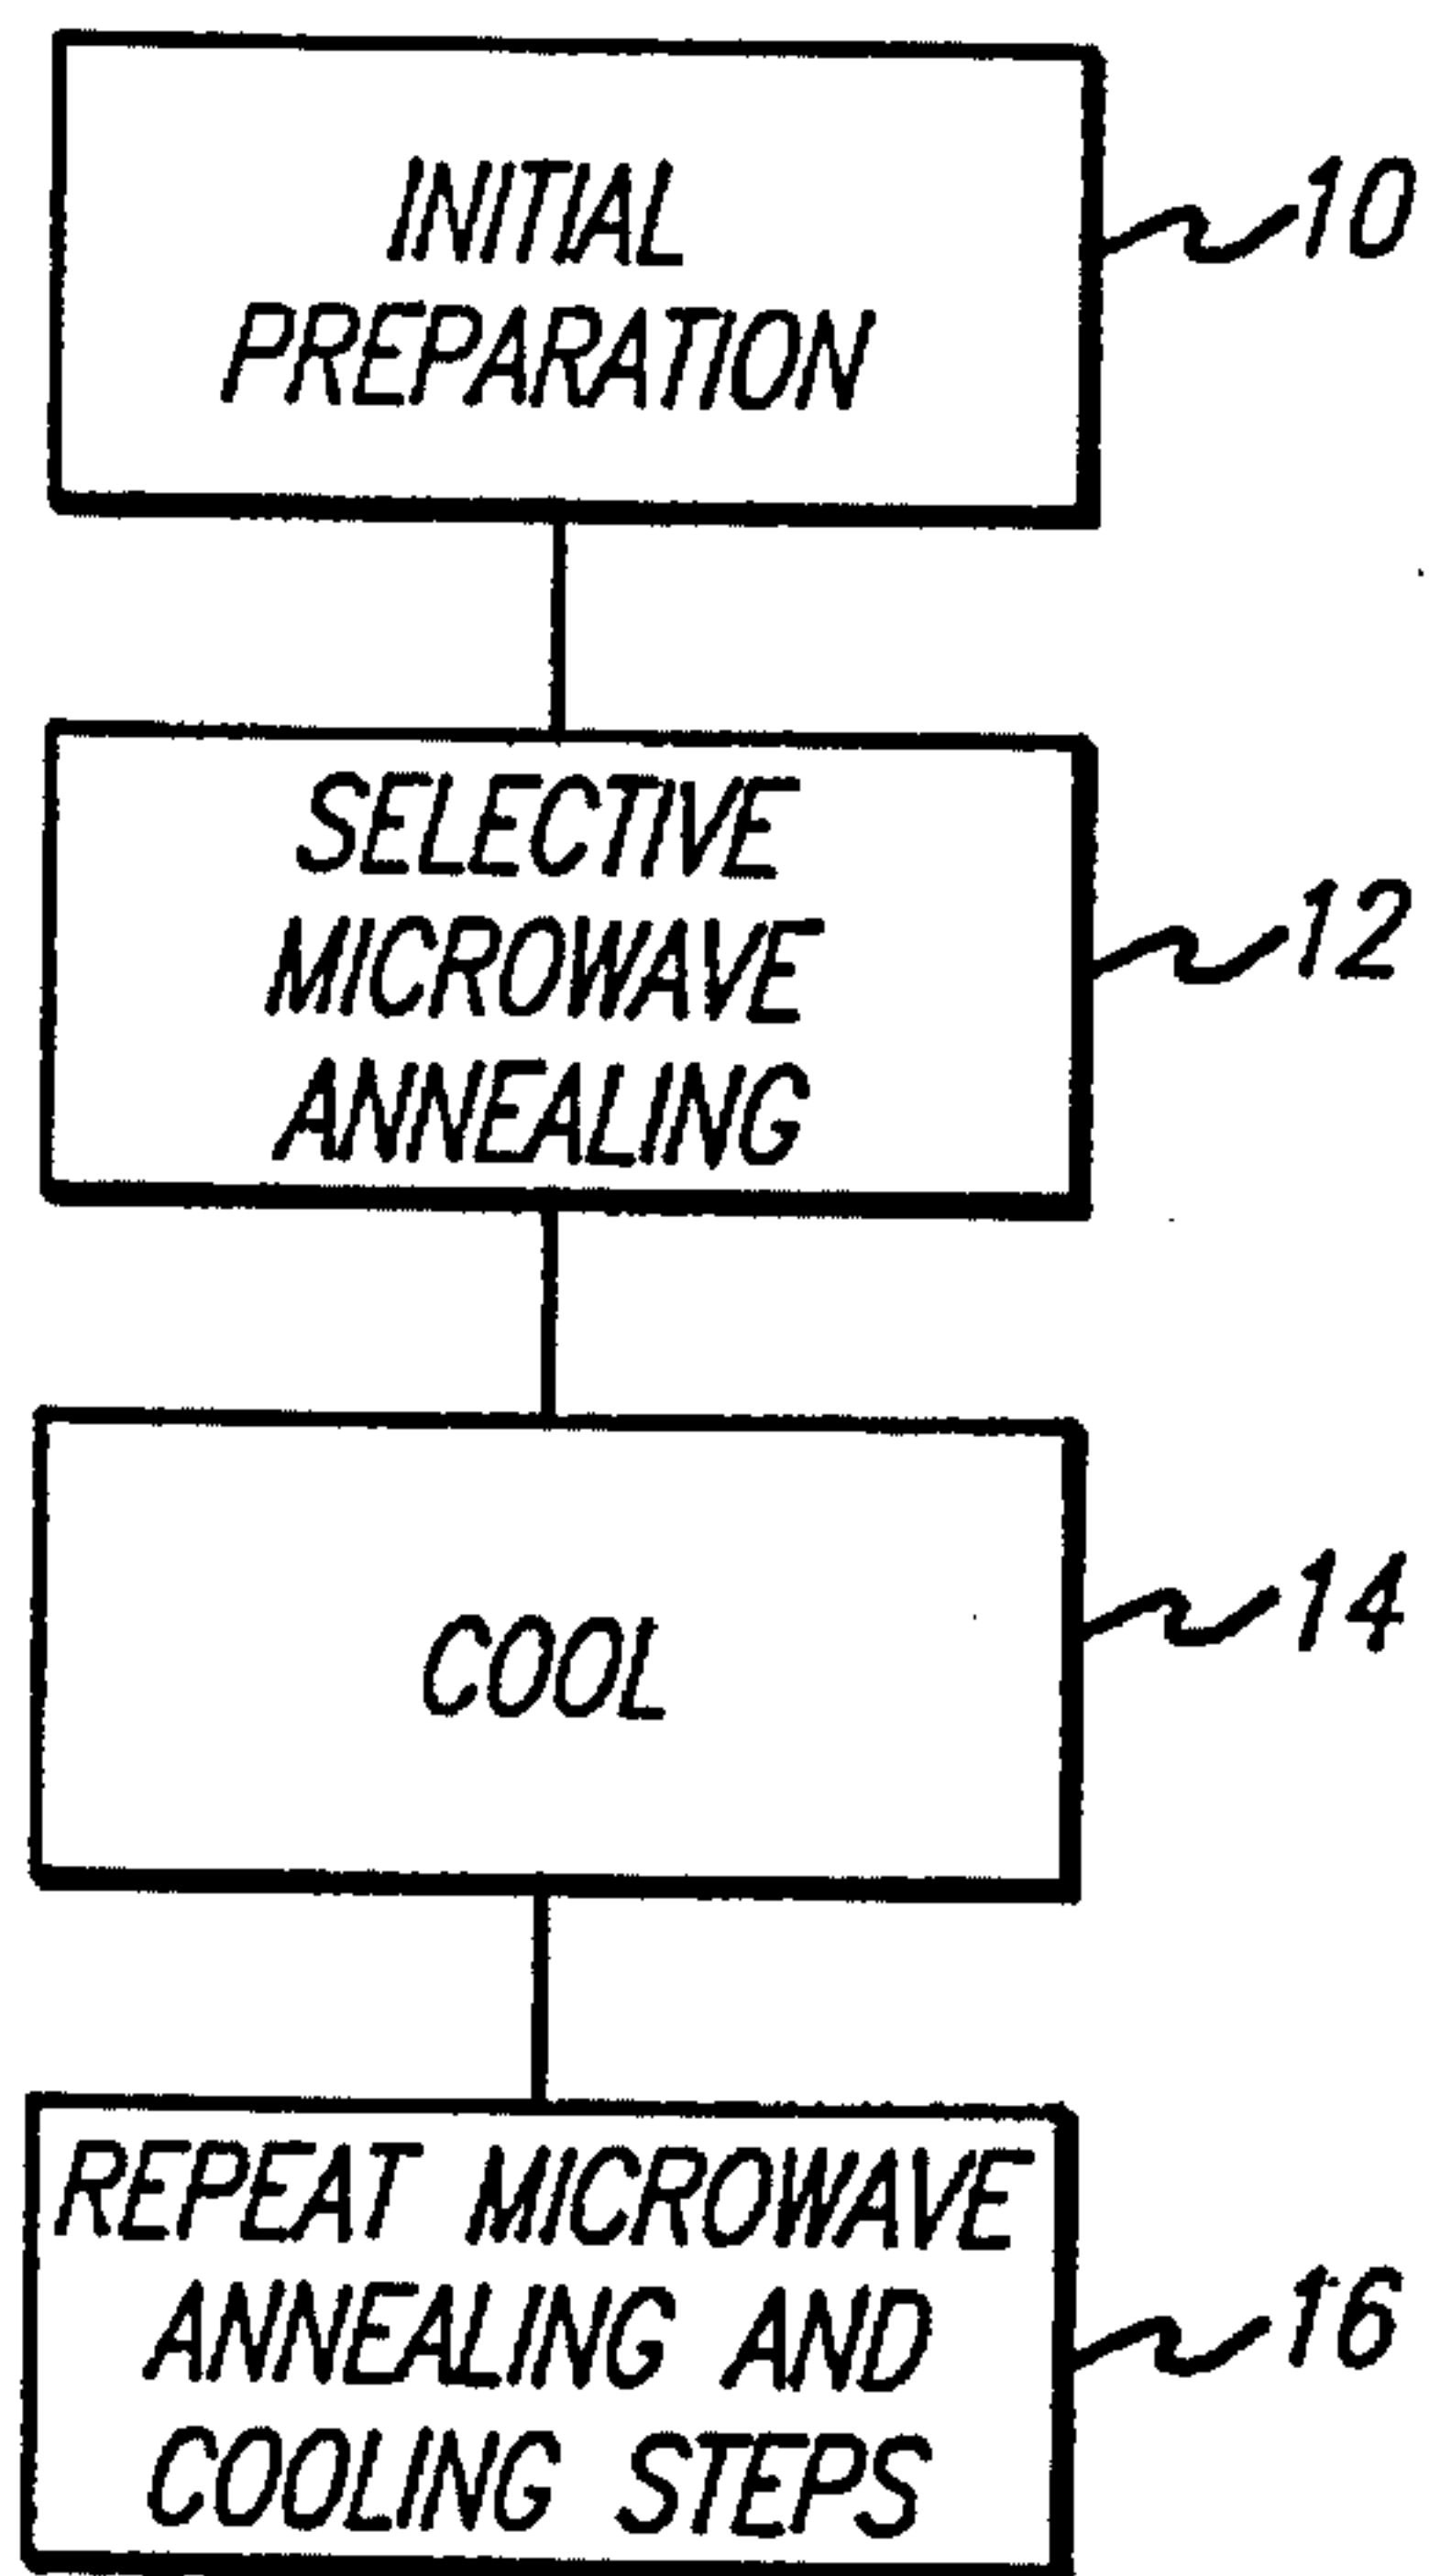 INITIAL
PREPARATION
10
SELECTIVE
MICROWAVE
ANNEALING
12
COOL
14
REPEAT MICROWAVE
ANNEALING AND
COOLING STEPS
16